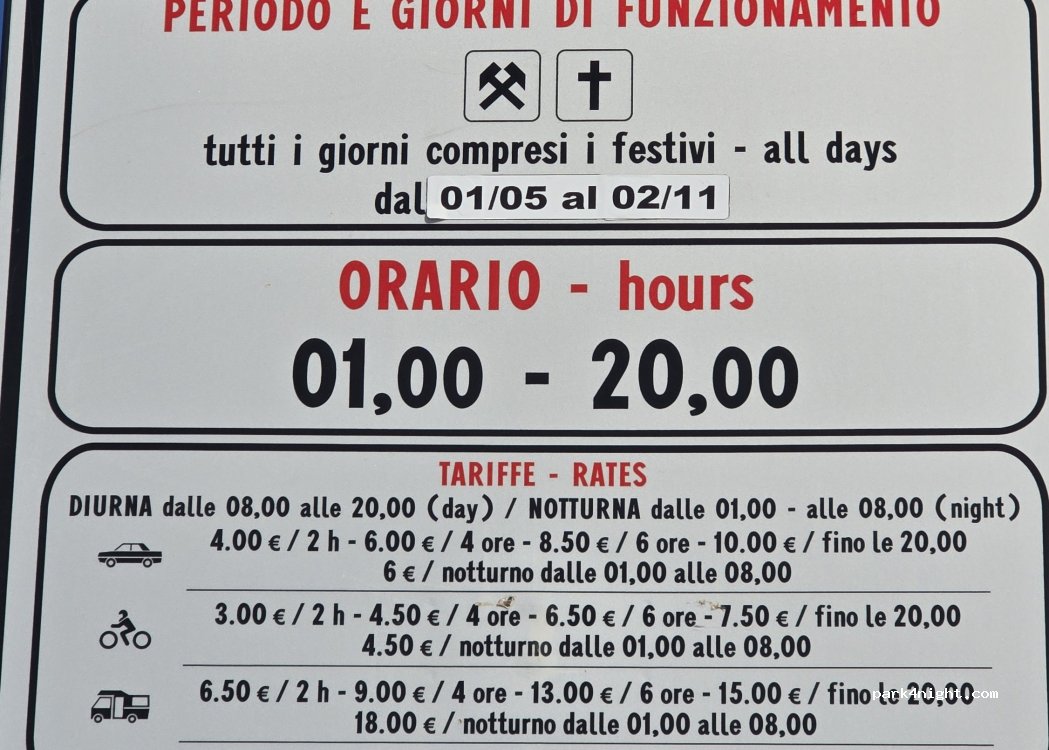 PERIODO E GIORNI DI FUNZIONAMENTO
tutti i giorni compresi i festivi - all days
dal 01/05 al 02/11
ORARIO - hours
01,00 - 20,00
TARIFFE - RATES
DIURNA dalle 08,00 alle 20,00 (day) / NOTTURNA dalle 01,00 - alle 08,00 (night)
4.00 € / 2 h - 6.00 € / 4 ore - 8.50 € / 6 ore - 10.00 € / fino le 20,00
6 € / notturno dalle 01,00 alle 08,00
3.00 € / 2 h - 4.50 € / 4 ore - 6.50 € / 6 ore - 7.50 € / fino le 20,00
4.50 € / notturno dalle 01,00 alle 08,00
6.50 € / 2 h - 9.00 € / 4 ore - 13.00 € / 6 ore - 15.00 € / fino le 20,00
park4night.com
18.00 € / notturno dalle 01,00 alle 08,00